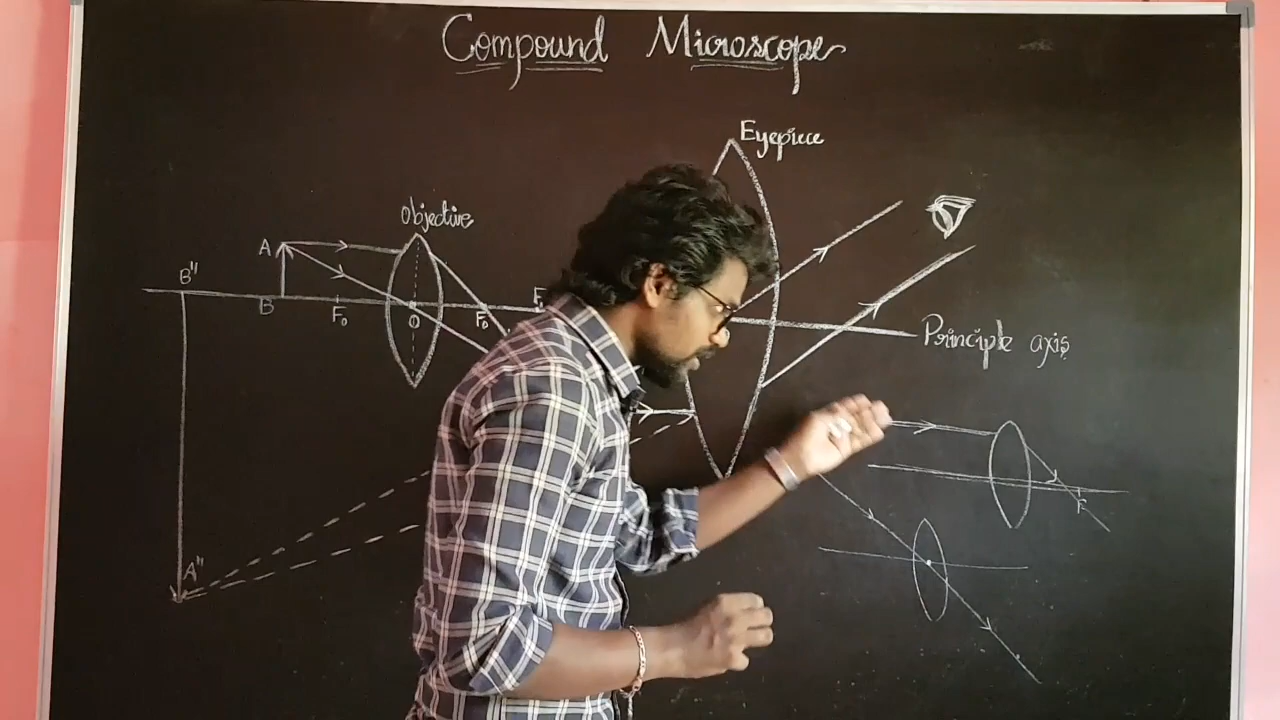 Compound Microscope
Eyepiece
Objective
A
B"
B
F₀
O
F₀
Principle axis
A"
F